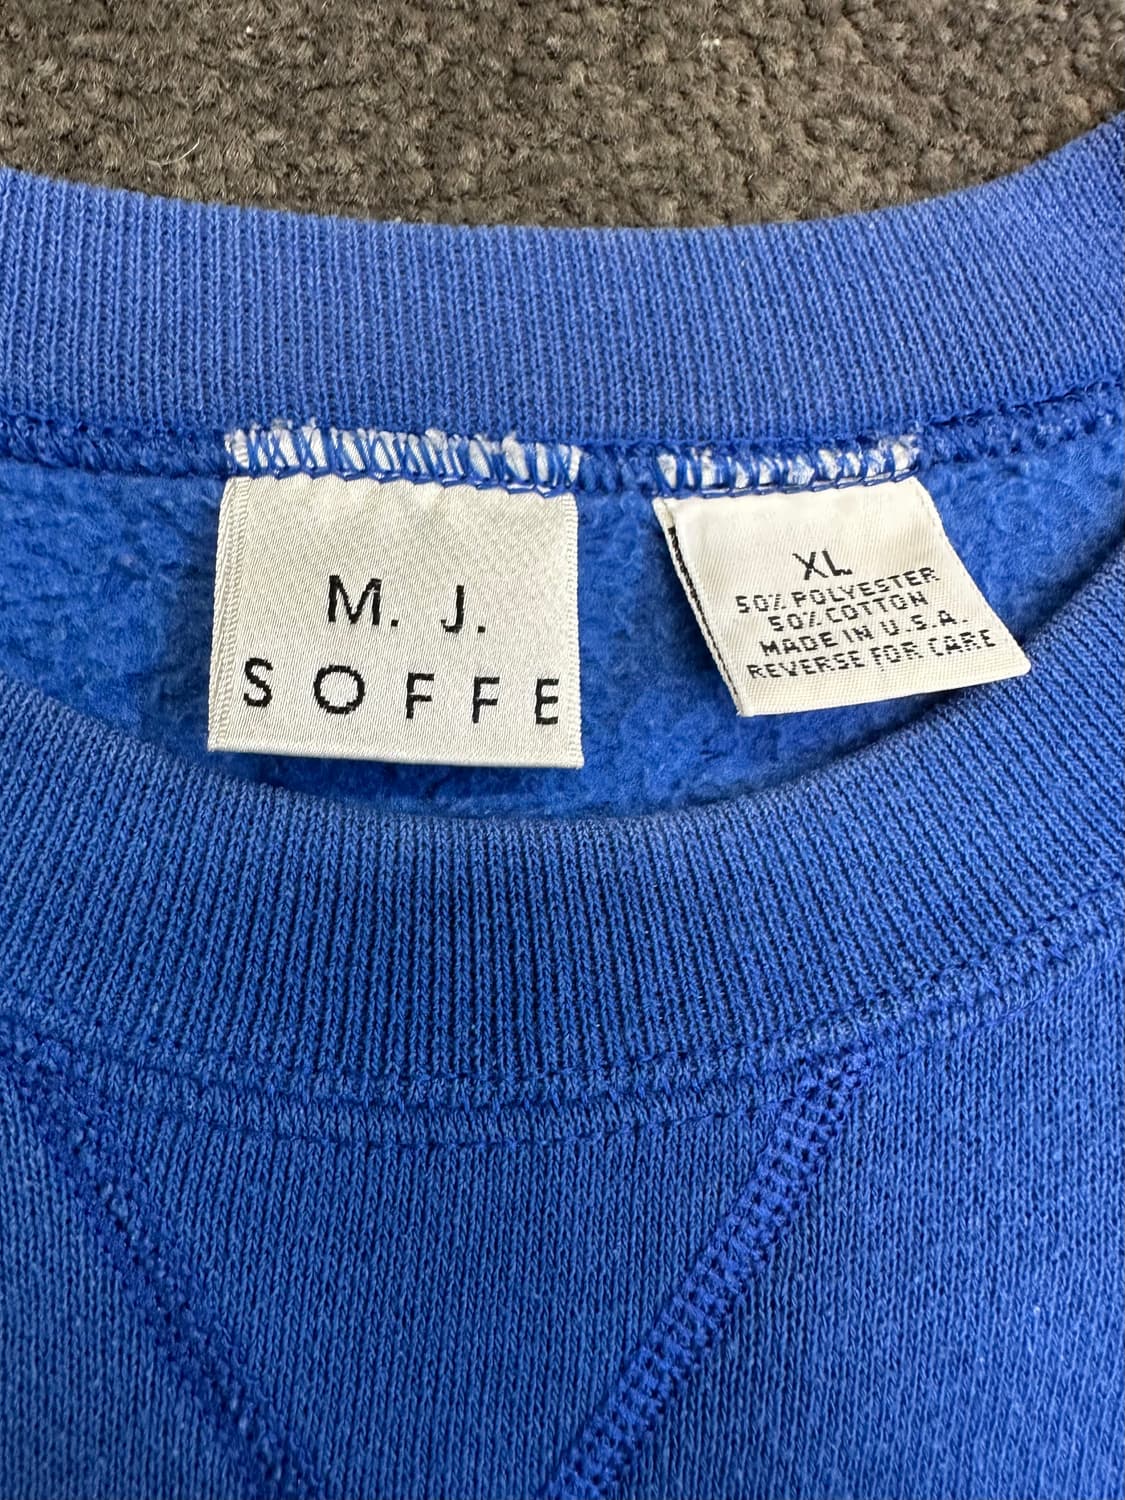 M. J.
SOFFE
XL
50% POLYESTER
50% COTTON
MADE IN U.S.A.
REVERSE FOR CARE